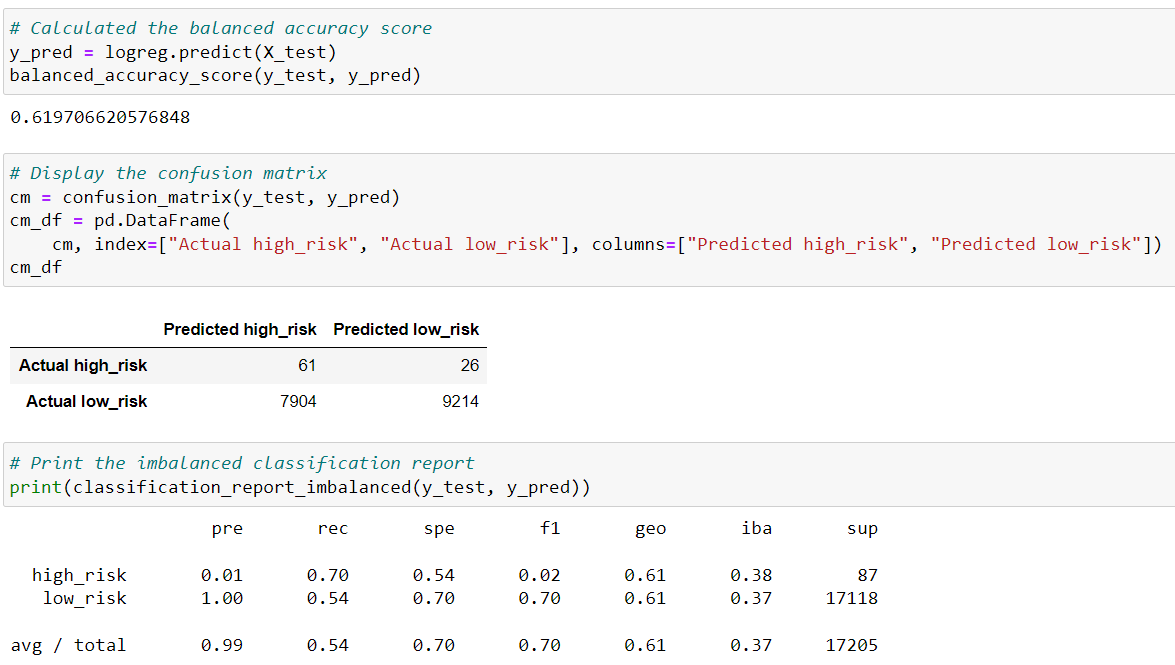 # Calculated the balanced accuracy score
y_pred = logreg.predict(X_test)
balanced_accuracy_score(y_test, y_pred)
0.619706620576848
# Display the confusion matrix
cm = confusion_matrix(y_test, y_pred)
cm_df = pd.DataFrame(
    cm, index=["Actual high_risk", "Actual low_risk"], columns=["Predicted high_risk", "Predicted low_risk"])
cm_df
Predicted high_risk Predicted low_risk
Actual high_risk 61 26
Actual low_risk 7904 9214
# Print the imbalanced classification report
print(classification_report_imbalanced(y_test, y_pred))
pre rec spe f1 geo iba sup
high_risk 0.01 0.70 0.54 0.02 0.61 0.38 87
low_risk 1.00 0.54 0.70 0.70 0.61 0.37 17118
avg / total 0.99 0.54 0.70 0.70 0.61 0.37 17205